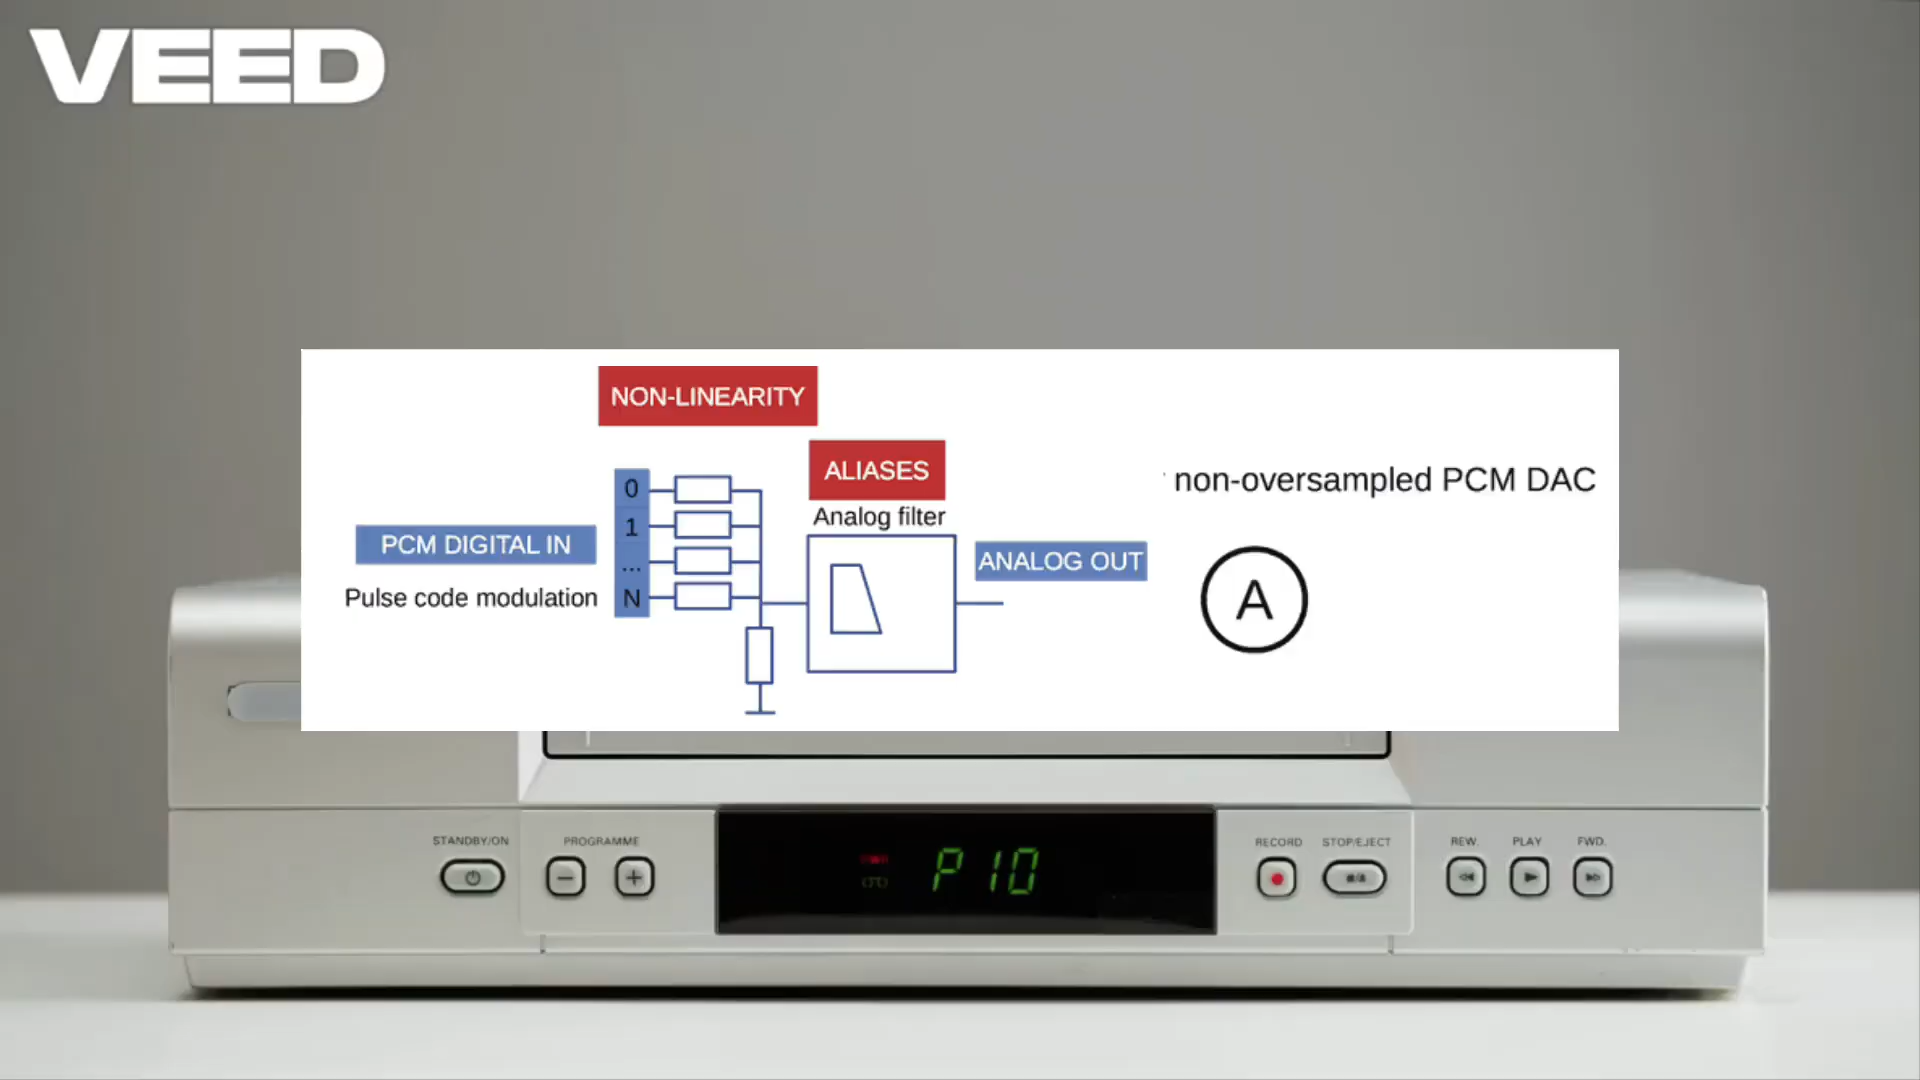 VEED
NON-LINEARITY
ALIASES
Analog filter
0
1
...
N
PCM DIGITAL IN
Pulse code modulation
ANALOG OUT
non-oversampled PCM DAC
A
STANDBY/ON
PROGRAMME
P10
RECORD
STOP/EJECT
REW.
PLAY
FWD.